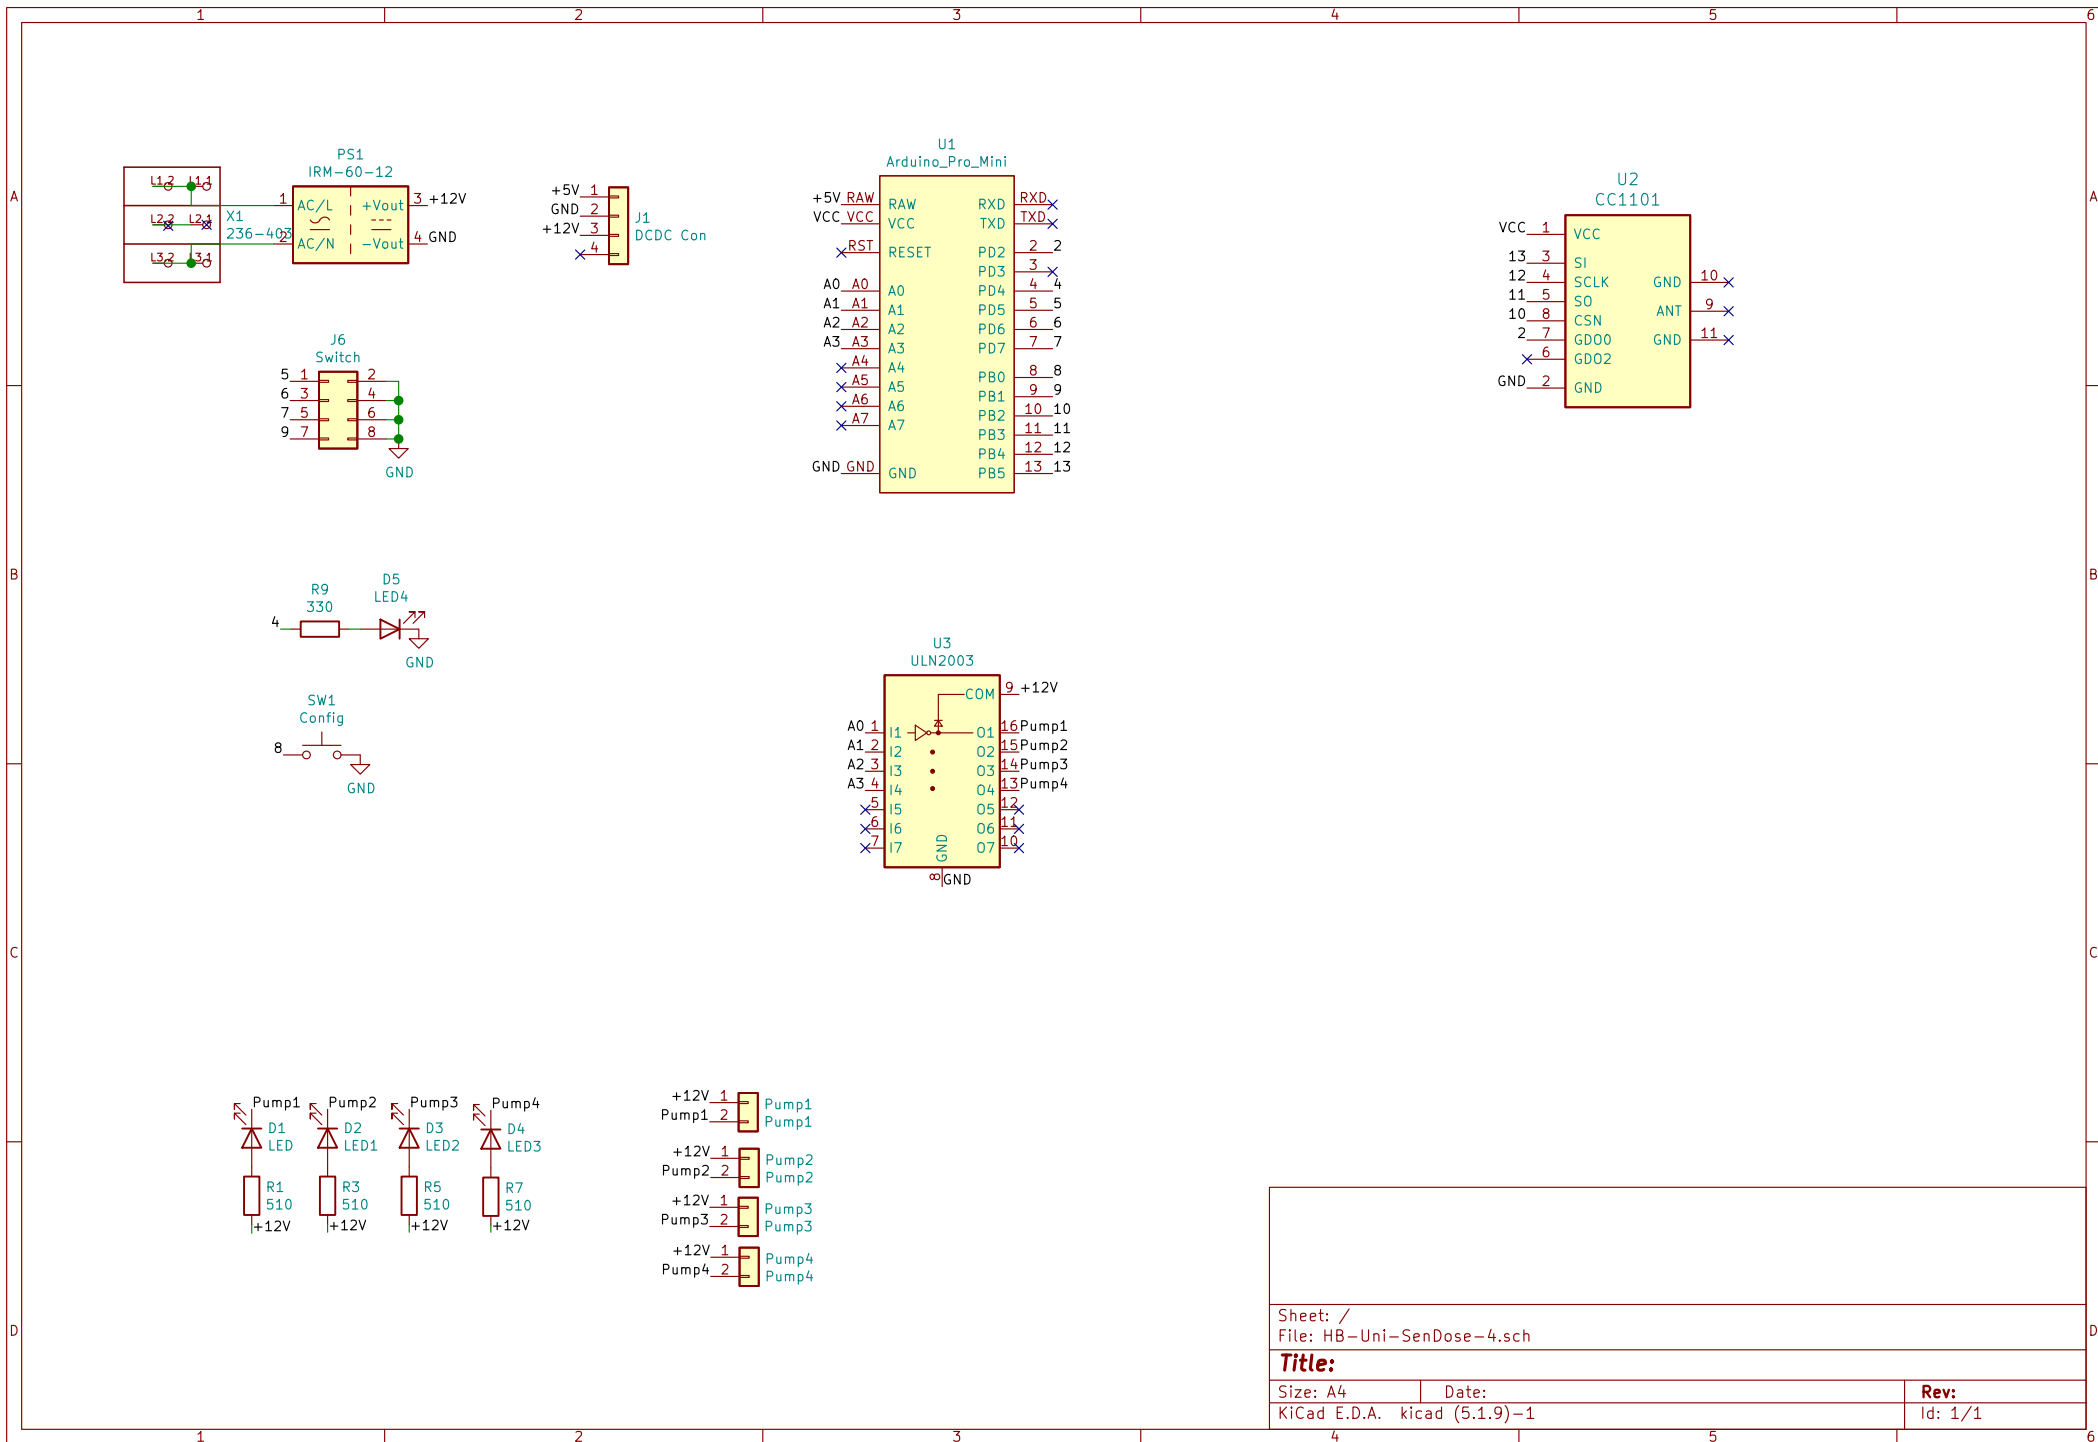 1 2 3 4 5 6
A
B
C
D
A
B
C
D
1 2 3 4 5 6
L1.2 L1.1
L2.2 L2.1
L3.2 L3.1
X1
236-403
PS1
IRM-60-12
1 AC/L +Vout 3 +12V
2 AC/N -Vout 4 GND
+5V 1
GND 2
+12V 3
4
J1
DCDC Con
J6
Switch
5 1 2
6 3 4
7 5 6
9 7 8
GND
R9
330
4
D5
LED4
GND
SW1
Config
8
GND
U1
Arduino_Pro_Mini
+5V RAW RAW RXD RXD
VCC VCC VCC TXD TXD
RST RESET PD2 2 2
PD3 3
A0 A0 A0 PD4 4 4
A1 A1 A1 PD5 5 5
A2 A2 A2 PD6 6 6
A3 A3 A3 PD7 7 7
A4 A4
PB0 8 8
A5 A5
PB1 9 9
A6 A6
PB2 10 10
A7 A7
PB3 11 11
PB4 12 12
GND GND GND PB5 13 13
U2
CC1101
VCC 1 VCC
13 3 SI
12 4 SCLK GND 10
11 5 SO
ANT 9
10 8 CSN
2 7 GDO0 GND 11
6 GDO2
GND 2 GND
U3
ULN2003
COM 9 +12V
A0 1 I1 O1 16 Pump1
A1 2 I2 O2 15 Pump2
A2 3 I3 O3 14 Pump3
A3 4 I4 O4 13 Pump4
5 I5 O5 12
6 I6 O6 11
7 I7 O7 10
GND
8 GND
Pump1 Pump2 Pump3 Pump4
D1 D2 D3 D4
LED LED1 LED2 LED3
R1 R3 R5 R7
510 510 510 510
+12V +12V +12V +12V
+12V 1 Pump1
Pump1 2 Pump1
+12V 1 Pump2
Pump2 2 Pump2
+12V 1 Pump3
Pump3 2 Pump3
+12V 1 Pump4
Pump4 2 Pump4
Sheet: /
File: HB-Uni-SenDose-4.sch
Title:
Size: A4 Date: Rev:
KiCad E.D.A. kicad (5.1.9)-1 Id: 1/1